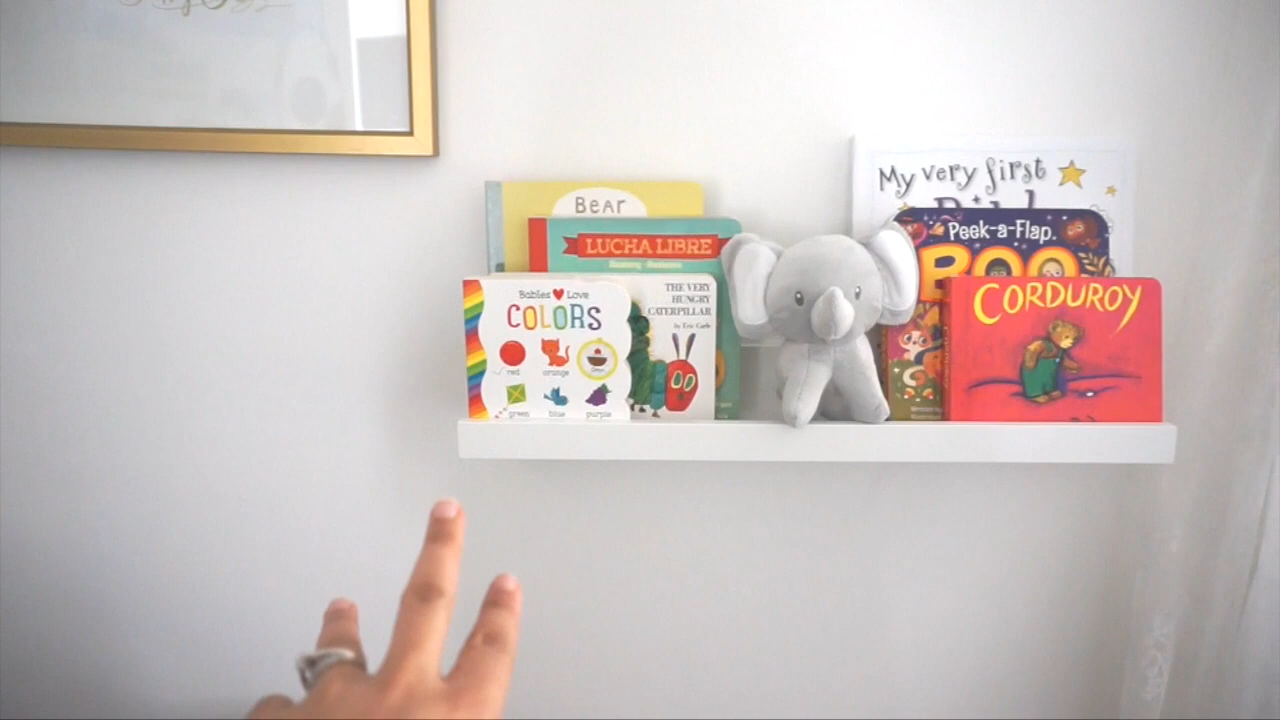 Bear
LUCHA LIBRE
Babies Love
COLORS
red
orange
green
blue
purple
THE VERY
HUNGRY
CATERPILLAR
by Eric Carle
My very first
Peek-a-Flap.
BOO
CORDUROY